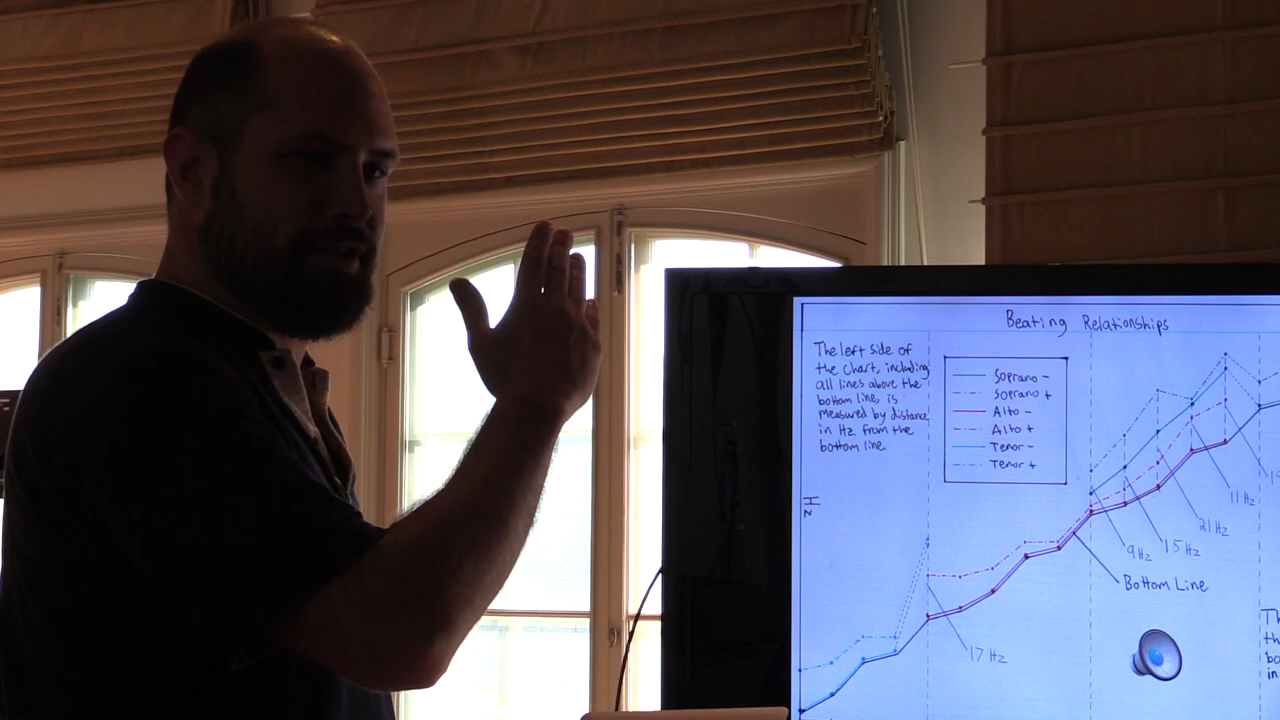 Beating Relationships
The left side of
the chart, including
all lines above the
bottom line, is
measured by distance
in Hz from the
bottom line.
Soprano -
Soprano +
Alto -
Alto +
Tenor -
Tenor +
Hz
11 Hz
21 Hz
15 Hz
9 Hz
Bottom Line
17 Hz